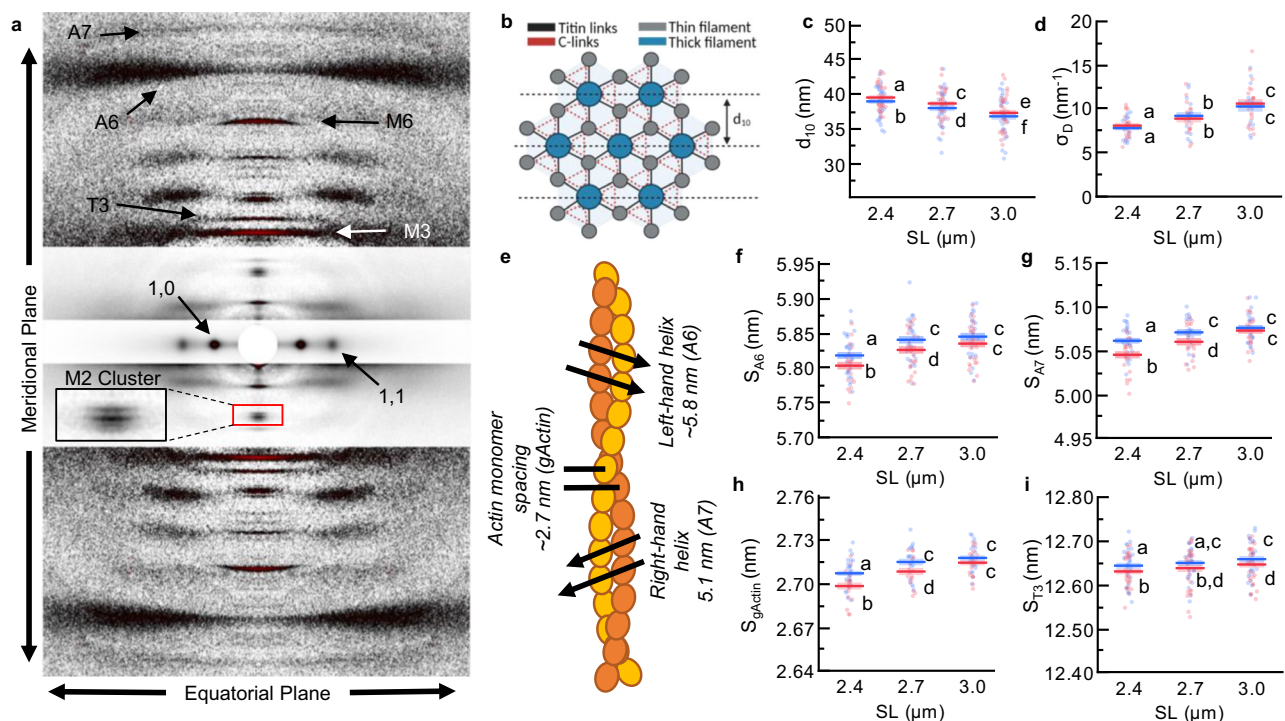 a
A7
A6
M6
T3
M3
1,0
1,1
M2 Cluster
Meridional Plane
Equatorial Plane
b
Titin links
Thin filament
C-links
Thick filament
d10
c
d10 (nm)
50
45
40
35
30
a
b
c
d
e
f
2.4
2.7
3.0
SL (µm)
d
σD (nm-1)
20
15
10
5
0
a
a
b
b
c
c
2.4
2.7
3.0
SL (µm)
e
Left-hand helix
~5.8 nm (A6)
Actin monomer
spacing
~2.7 nm (gActin)
Right-hand
helix
5.1 nm (A7)
f
SA6 (nm)
5.95
5.90
5.80
5.80
5.76
5.70
a
b
c
d
c
c
2.4
2.7
3.0
SL (µm)
g
SA7 (nm)
5.15
5.10
5.05
5.00
4.95
a
b
c
d
c
c
2.4
2.7
3.0
SL (µm)
h
SgActin (nm)
2.76
2.73
2.70
2.67
2.64
a
b
c
d
c
c
2.4
2.7
3.0
SL (µm)
i
ST3 (nm)
12.80
12.70
12.60
12.50
12.40
a
b
a,c
b,d
c
d
2.4
2.7
3.0
SL (µm)